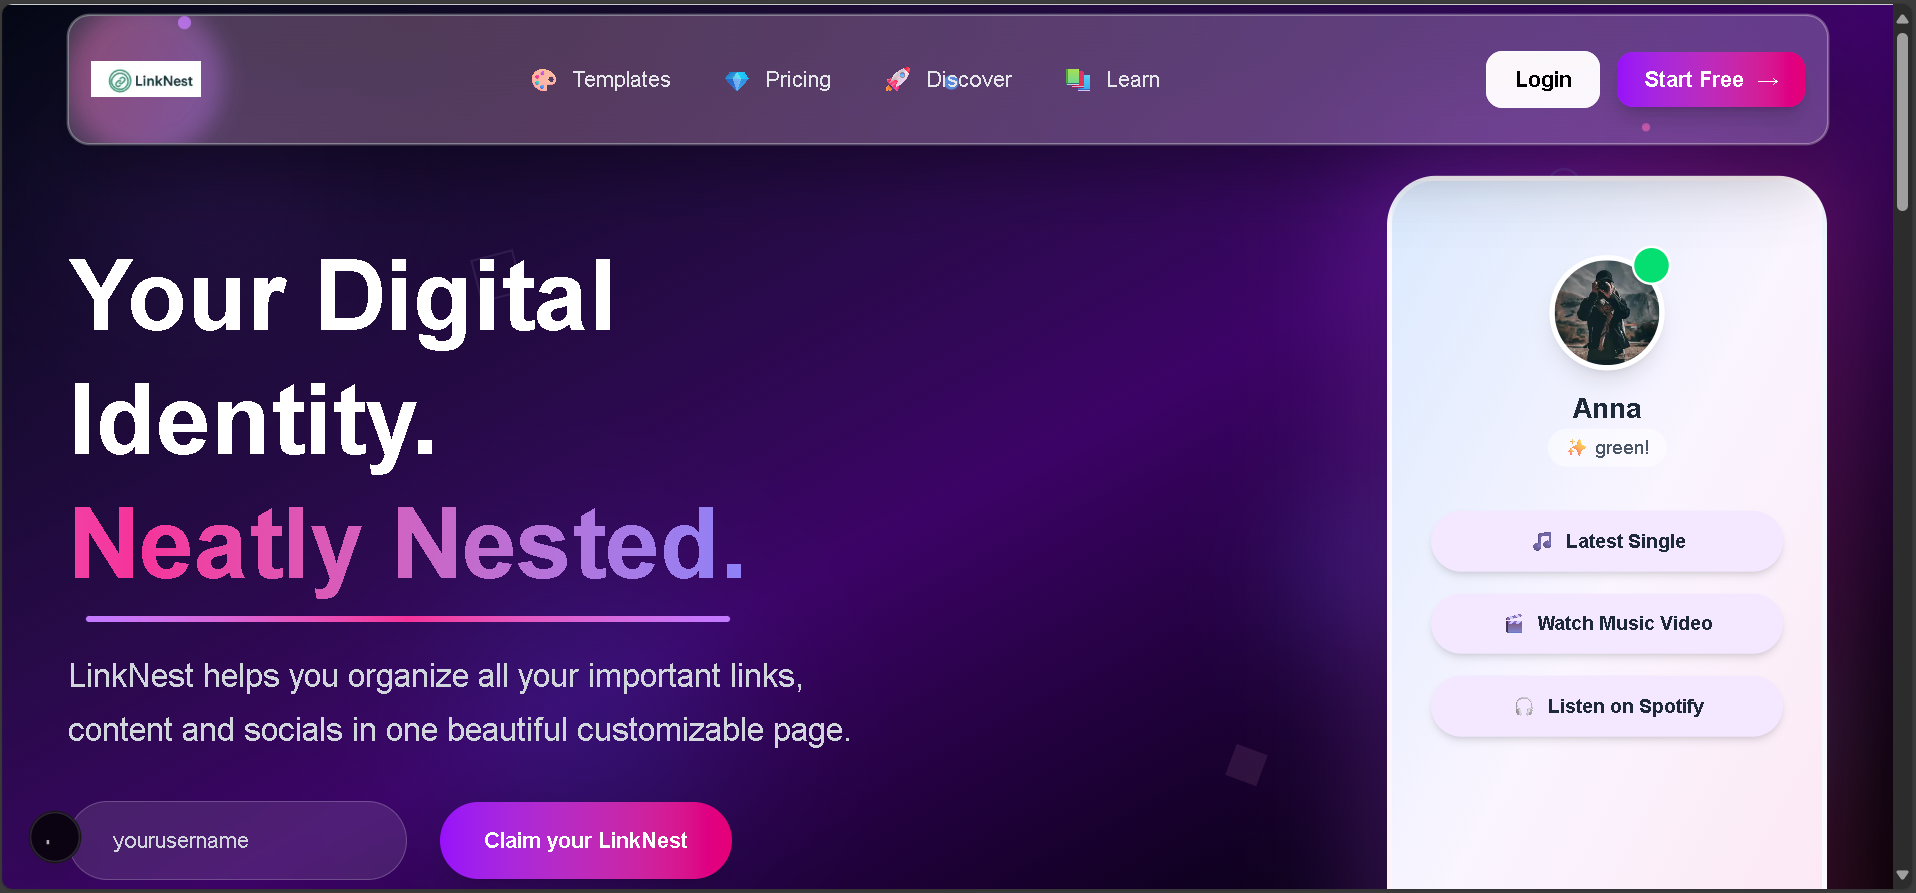 LinkNest
Templates
Pricing
Discover
Learn
Login
Start Free →
Your Digital
Identity.
Neatly Nested.
LinkNest helps you organize all your important links,
content and socials in one beautiful customizable page.
yourusername
Claim your LinkNest
Anna
✨ green!
Latest Single
Watch Music Video
Listen on Spotify